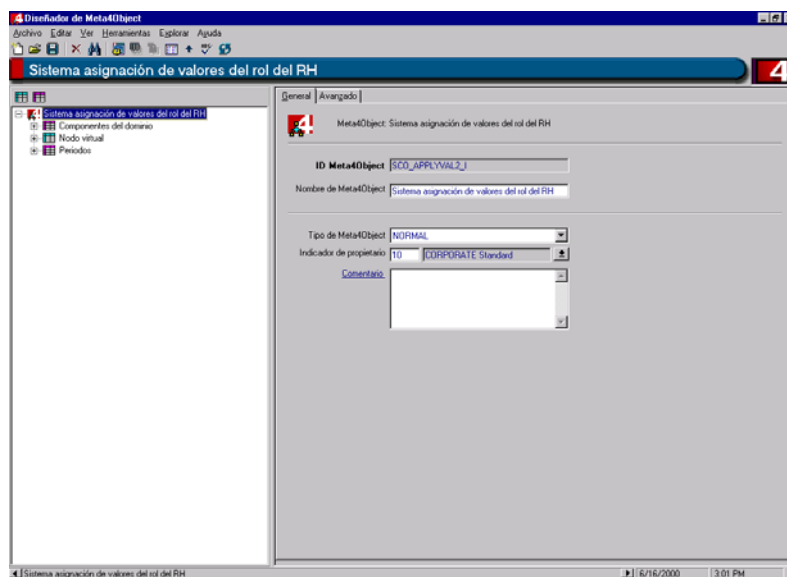 Diseñador de Meta4Object
Archivo Editar Ver Herramientas Explorar Ayuda
Sistema asignación de valores del rol del RH
4
Sistema asignación de valores del rol del RH
Componentes del dominio
Nodo virtual
Periodos
General Avanzado
Meta4Object: Sistema asignación de valores del rol del RH
ID Meta4Object SCO_APPLYVAL2_I
Nombre de Meta4Object Sistema asignación de valores del rol del RH
Tipo de Meta4Object NORMAL
Indicador de propietario 10 CORPORATE Standard
Comentario
Sistema asignación de valores del rol del RH 6/16/2000 3:01 PM